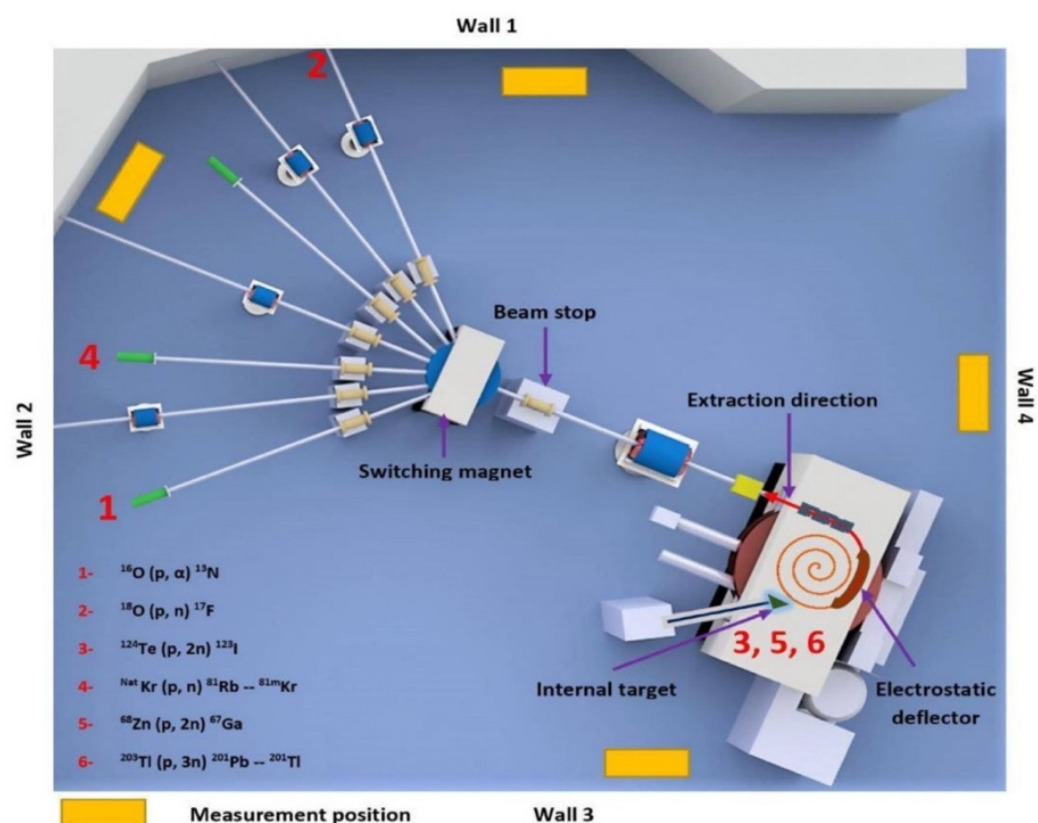 Wall 1
2
Beam stop
4
Extraction direction
Wall 2
Wall 4
Switching magnet
1
1- ¹⁶O (p, α) ¹³N
2- ¹⁸O (p, n) ¹⁷F
3- ¹²⁴Te (p, 2n) ¹²³I
4- ᴺᵃᵗ Kr (p, n) ⁸¹Rb -- ⁸¹ᵐKr
5- ⁶⁸Zn (p, 2n) ⁶⁷Ga
6- ²⁰³Tl (p, 3n) ²⁰¹Pb -- ²⁰¹Tl
3, 5, 6
Internal target
Electrostatic
deflector
Measurement position
Wall 3